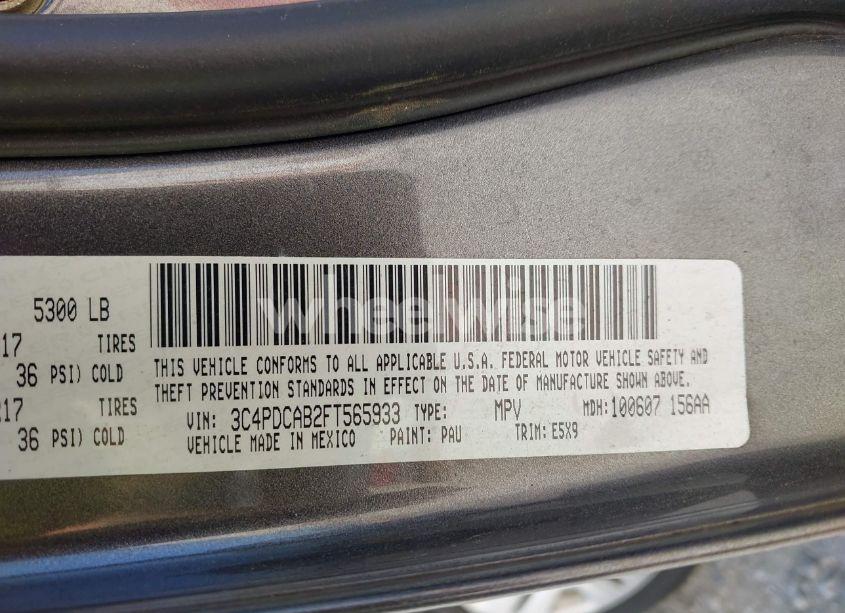 5300 LB
17 TIRES
36 PSI) COLD
R17 TIRES
36 PSI) COLD
THIS VEHICLE CONFORMS TO ALL APPLICABLE U.S.A. FEDERAL MOTOR VEHICLE SAFETY AND
THEFT PREVENTION STANDARDS IN EFFECT ON THE DATE OF MANUFACTURE SHOWN ABOVE.
VIN: 3C4PDCAB2FT565933 TYPE: MPV MDH:100607 156AA
VEHICLE MADE IN MEXICO PAINT: PAU TRIM: E5X9
wheelwise